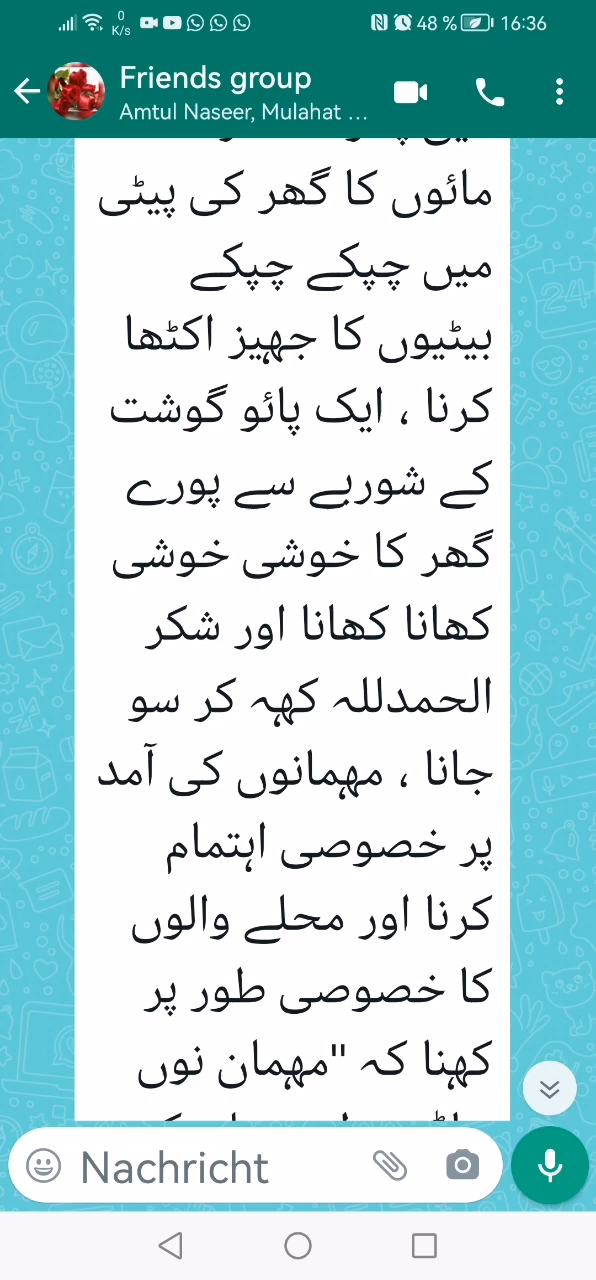 0
K/s
48 %
16:36
Friends group
Amtul Naseer, Mulahat ...
مائوں کا گھر کی پیٹی
میں چپکے چپکے
بیٹیوں کا جہیز اکٹھا
کرنا ، ایک پائو گوشت
کے شوربے سے پورے
گھر کا خوشی خوشی
کھانا کھانا اور شکر
الحمدللہ کہہ کر سو
جانا ، مہمانوں کی آمد
پر خصوصی اہتمام
کرنا اور محلے والوں
کا خصوصی طور پر
کہنا کہ "مہمان نوں
Nachricht